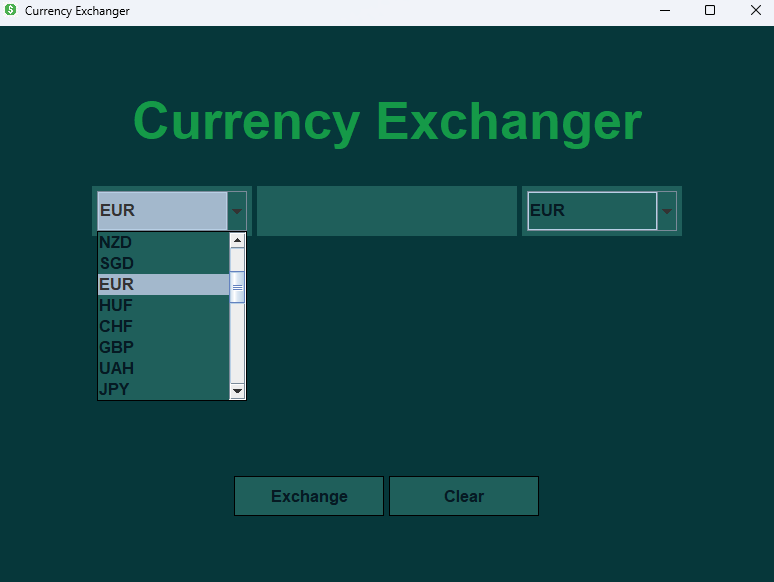 Currency Exchanger
Currency Exchanger
EUR EUR
NZD
SGD
EUR
HUF
CHF
GBP
UAH
JPY
Exchange Clear